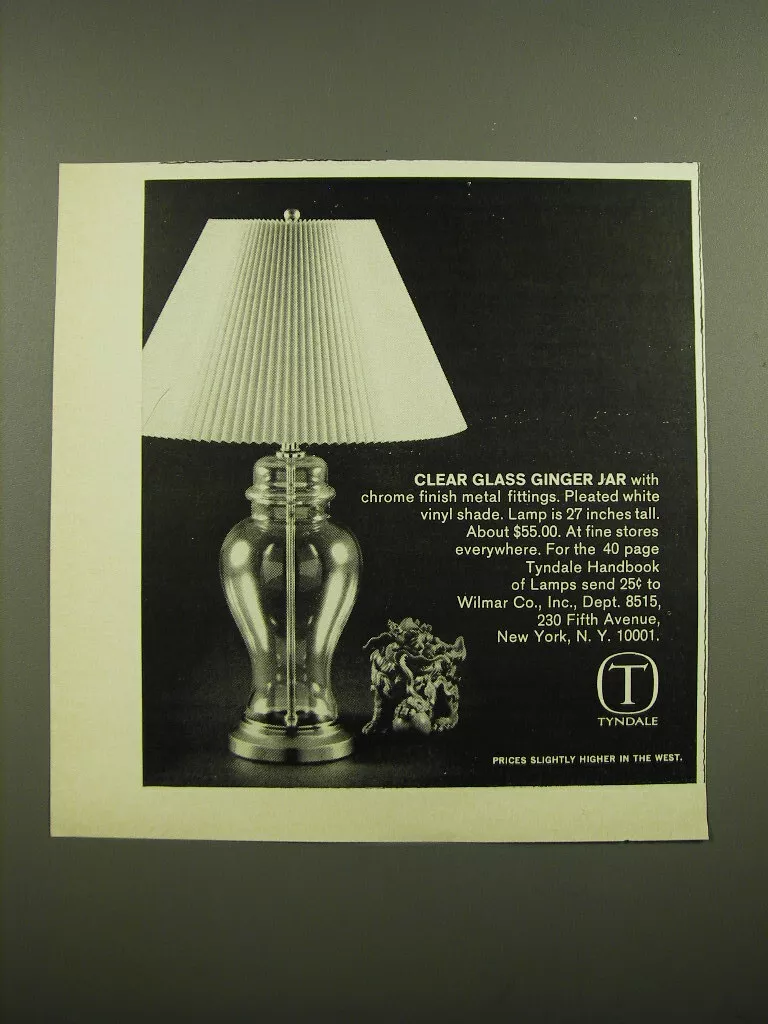 CLEAR GLASS GINGER JAR with
chrome finish metal fittings. Pleated white
vinyl shade. Lamp is 27 inches tall.
About $55.00. At fine stores
everywhere. For the 40 page
Tyndale Handbook
of Lamps send 25¢ to
Wilmar Co., Inc., Dept. 8515,
230 Fifth Avenue,
New York, N. Y. 10001.
T
TYNDALE
PRICES SLIGHTLY HIGHER IN THE WEST.